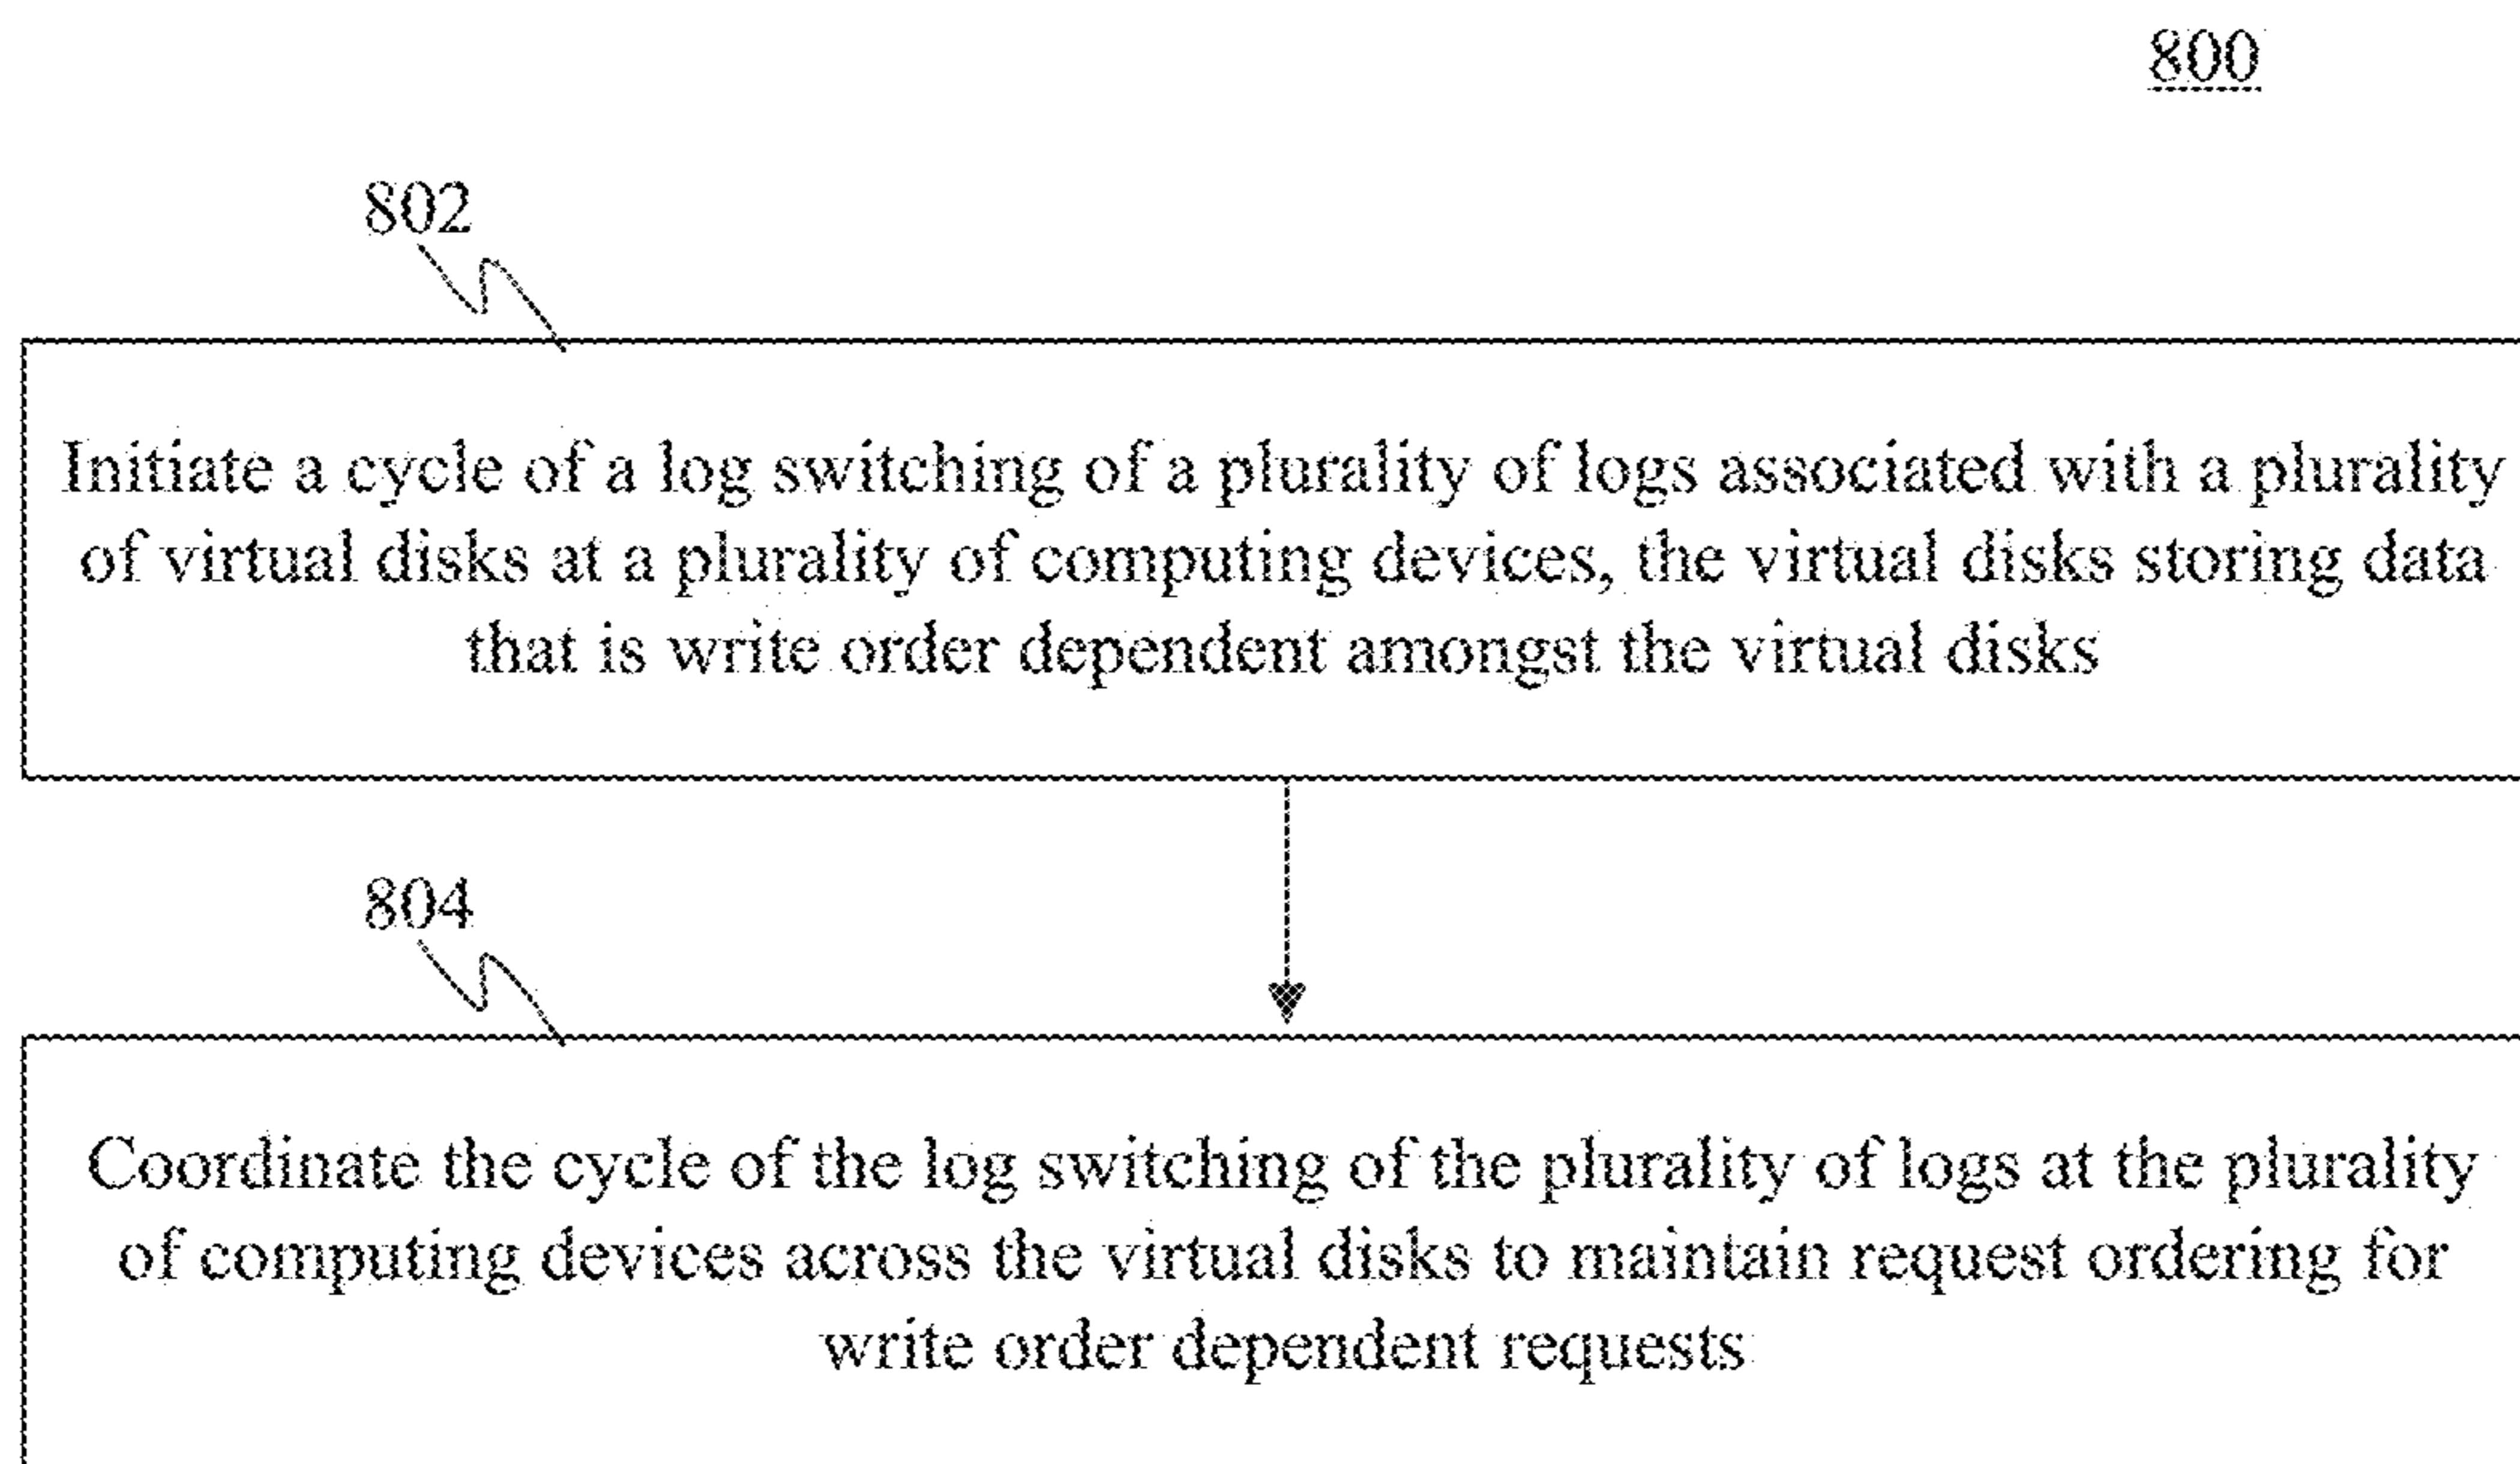 800
802
Initiate a cycle of a log switching of a plurality of logs associated with a plurality
of virtual disks at a plurality of computing devices, the virtual disks storing data
that is write order dependent amongst the virtual disks
804
Coordinate the cycle of the log switching of the plurality of logs at the plurality
of computing devices across the virtual disks to maintain request ordering for
write order dependent requests